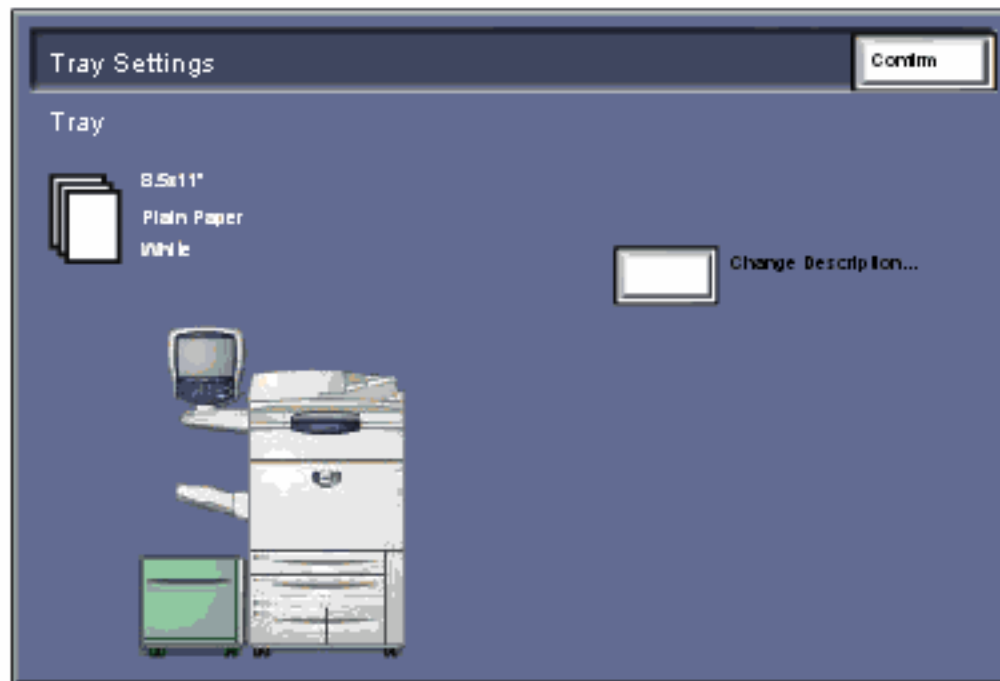 Tray Settings
Confirm
Tray
8.5x11"
Plain Paper
White
Change Description...